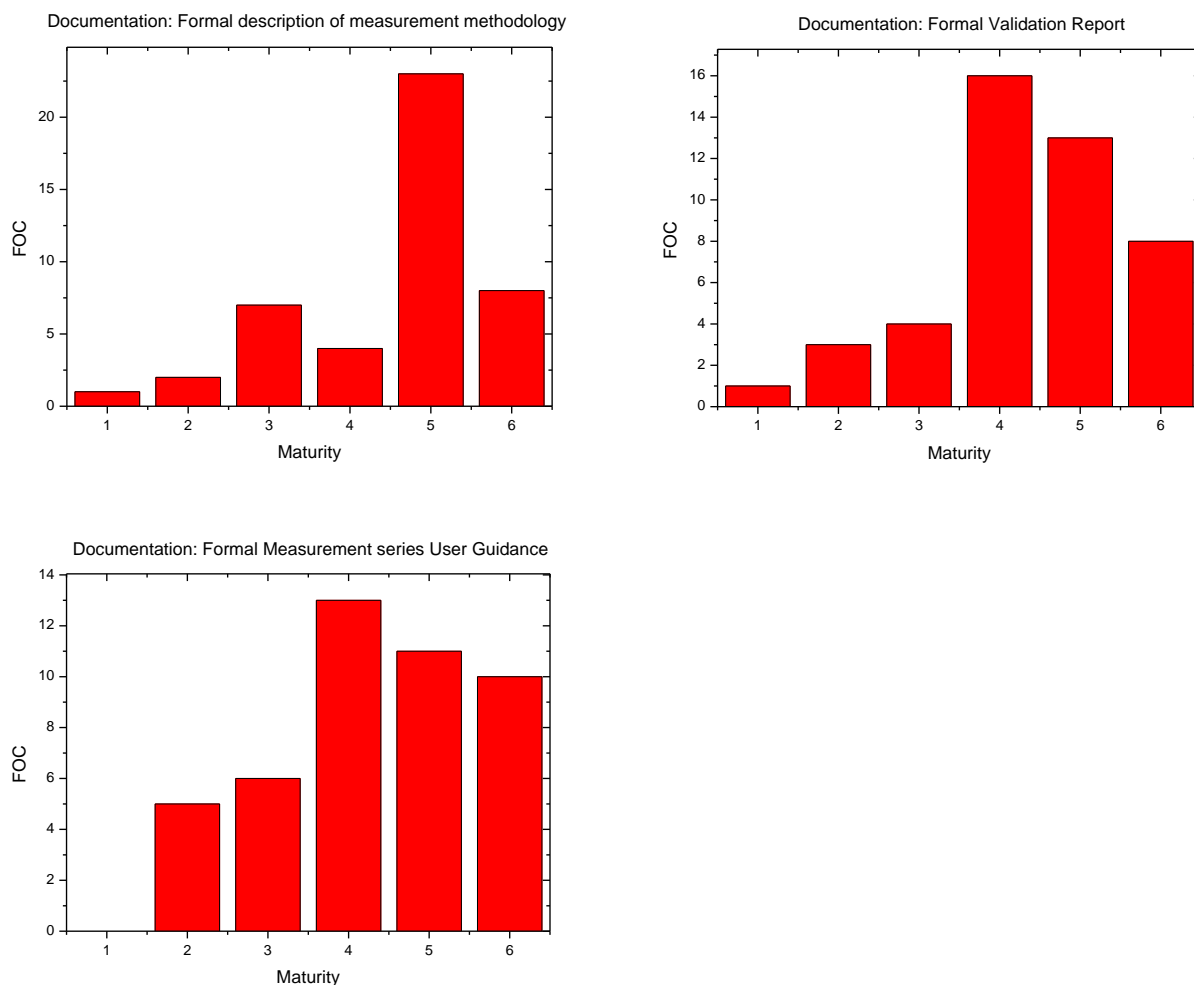 Documentation: Formal description of measurement methodology
20
15
10
5
0
FOC
1 2 3 4 5 6
Maturity
Documentation: Formal Validation Report
16
14
12
10
8
6
4
2
0
FOC
1 2 3 4 5 6
Maturity
Documentation: Formal Measurement series User Guidance
14
12
10
8
6
4
2
0
FOC
1 2 3 4 5 6
Maturity